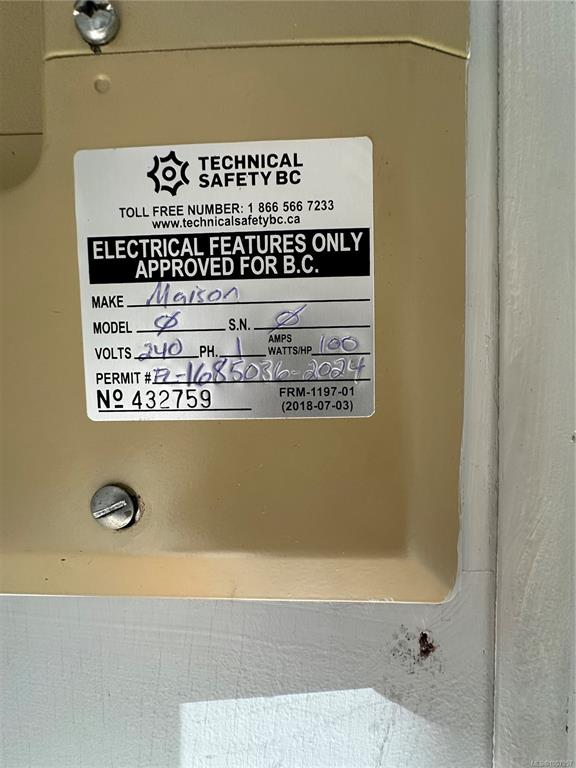 TECHNICAL
SAFETY BC
TOLL FREE NUMBER: 1 866 566 7233
www.technicalsafetybc.ca
ELECTRICAL FEATURES ONLY
APPROVED FOR B.C.
MAKE Maison
MODEL Ø S.N. Ø
VOLTS 240 PH. 1 AMPS WATTS/HP 100
PERMIT # EL-1685036-2024
Nº 432759 FRM-1197-01
(2018-07-03)